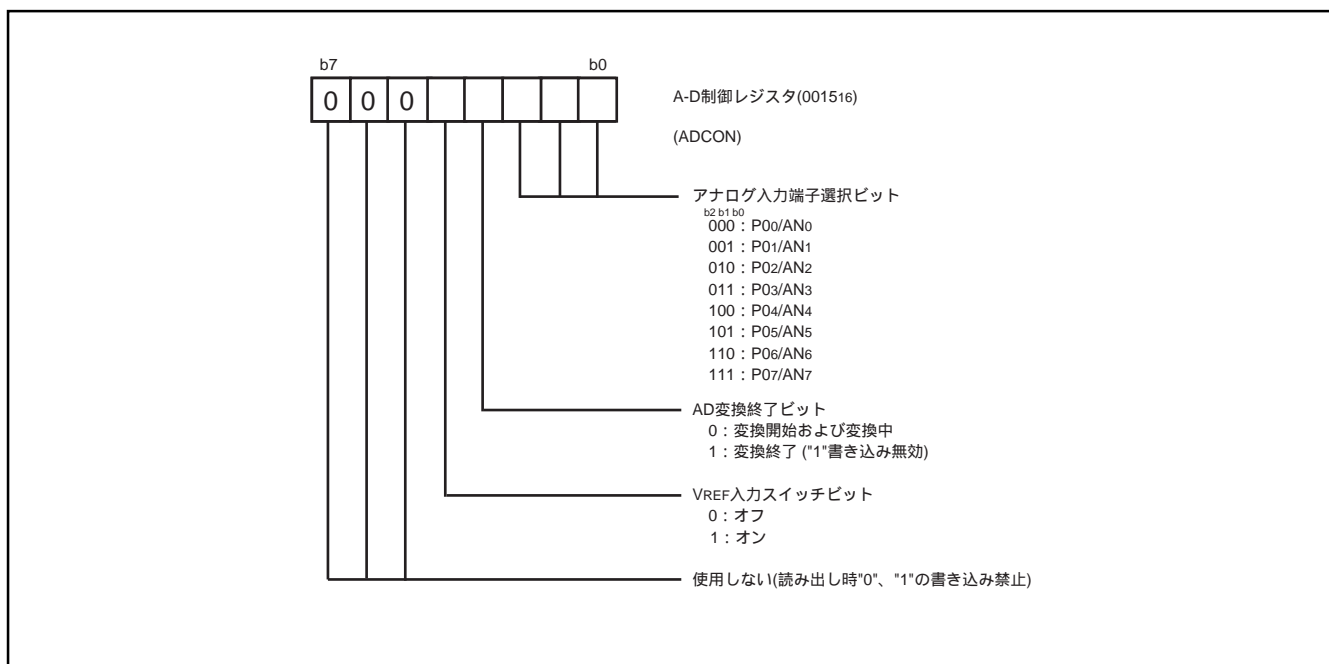 b7 b0
0 0 0
A-D制御レジスタ(001516)
(ADCON)
アナログ入力端子選択ビット
b2 b1 b0
000：P00/AN0
001：P01/AN1
010：P02/AN2
011：P03/AN3
100：P04/AN4
101：P05/AN5
110：P06/AN6
111：P07/AN7
AD変換終了ビット
0：変換開始および変換中
1：変換終了 ("1"書き込み無効)
VREF入力スイッチビット
0：オフ
1：オン
使用しない(読み出し時"0"、"1"の書き込み禁止)